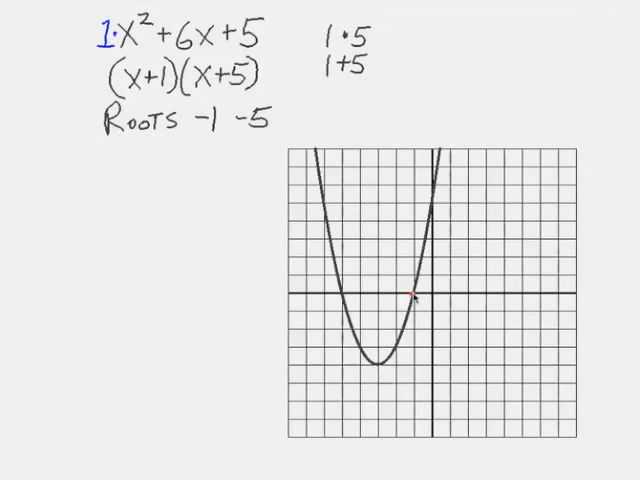 1·x² + 6x + 5
1 · 5
(x+1)(x+5)
1+5
Roots -1 -5